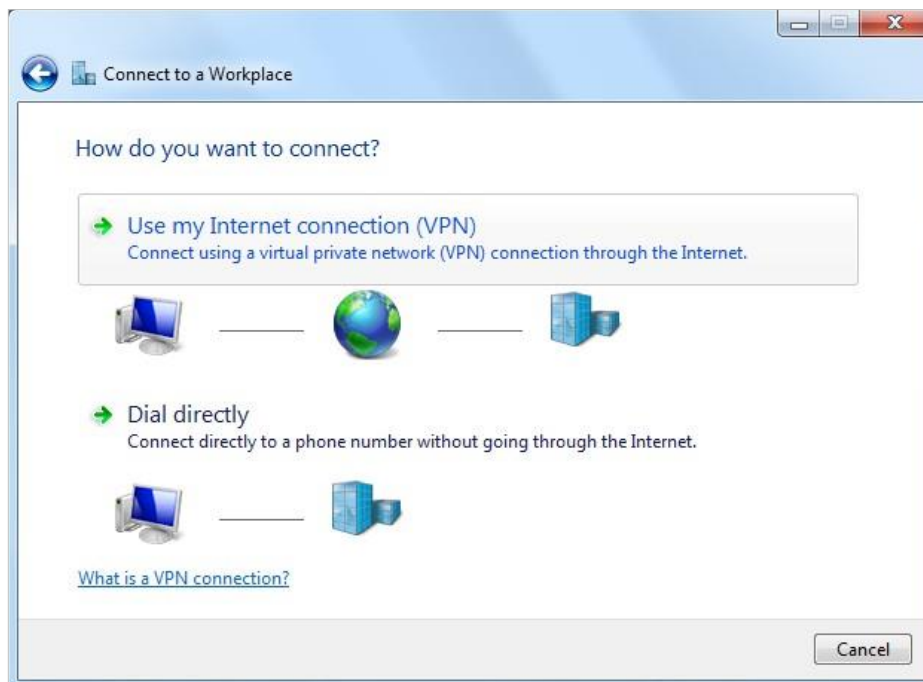 Connect to a Workplace
How do you want to connect?
Use my Internet connection (VPN)
Connect using a virtual private network (VPN) connection through the Internet.
Dial directly
Connect directly to a phone number without going through the Internet.
What is a VPN connection?
Cancel